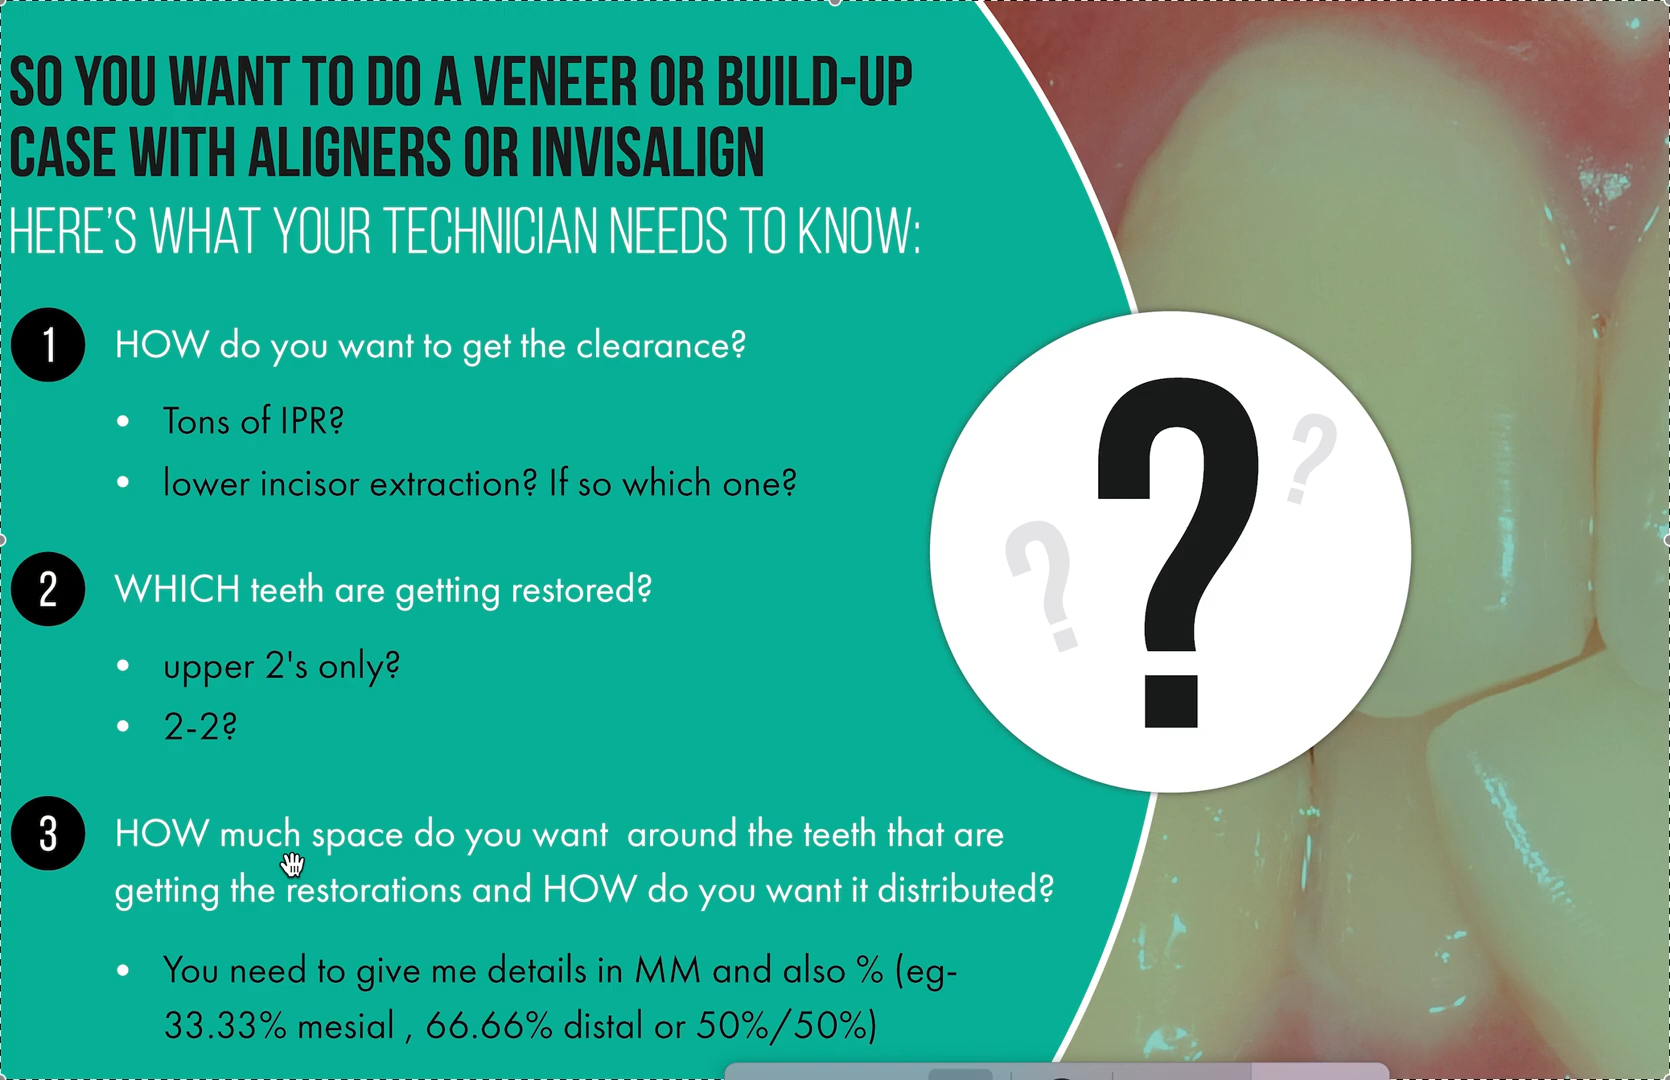 SO YOU WANT TO DO A VENEER OR BUILD-UP
CASE WITH ALIGNERS OR INVISALIGN
HERE'S WHAT YOUR TECHNICIAN NEEDS TO KNOW:
1 HOW do you want to get the clearance?
• Tons of IPR?
• lower incisor extraction? If so which one?
2 WHICH teeth are getting restored?
• upper 2's only?
• 2-2?
3 HOW much space do you want  around the teeth that are
getting the restorations and HOW do you want it distributed?
• You need to give me details in MM and also % (eg-
33.33% mesial , 66.66% distal or 50%/50%)
?
?
?